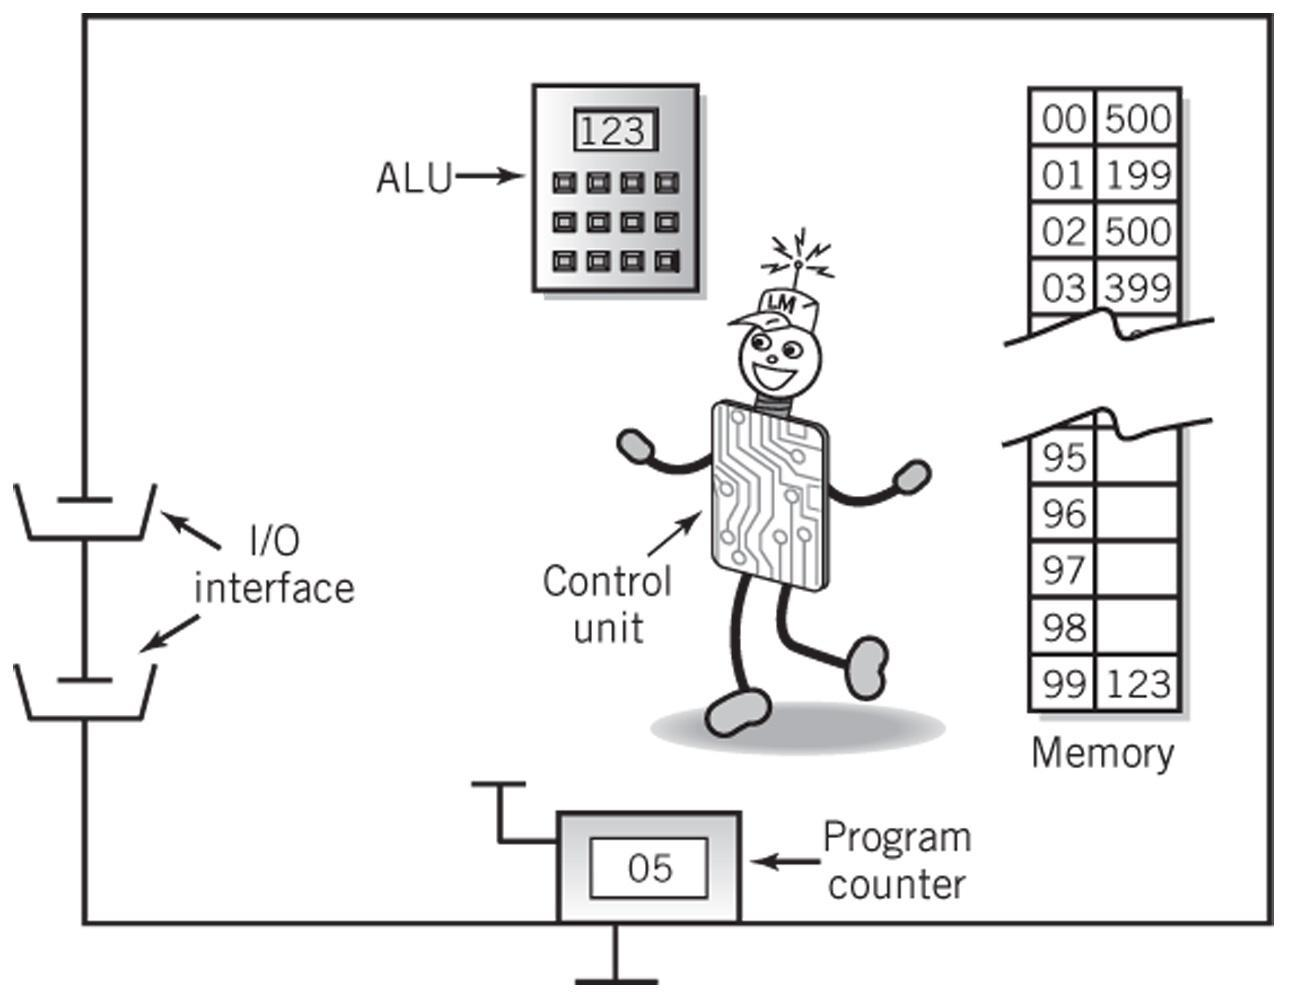 123
ALU
LM
00 500
01 199
02 500
03 399
95
96
97
98
99 123
Memory
I/O
interface
Control
unit
05
Program
counter